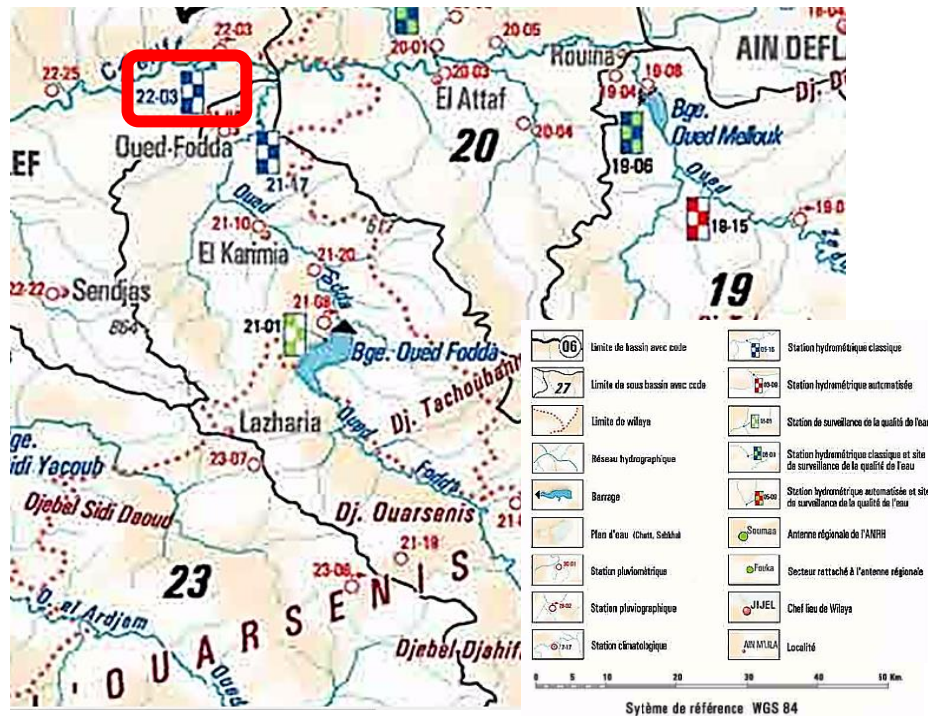 22-03
20-01
20-05
Rouina
AIN DEFL
22-25
22-03
20-03
El Attaf
19-04
19-08
Bge.
Oued Mellouk
Oued-Fodda
20
20-04
19-06
EF
21-17
Oued
Oued
21-10
18-15
El Karimia
21-20
Fodda
22-22
Sendjas
19
864
21-08
21-01
Bge. Oued Fodda
Dj. Tachoubann
Lazharia
Oued
Fodda
ge.
idi Yacoub
23-07
Djebel Sidi Daoud
Dj. Ouarsenis
21-18
23-06
23
O. el Ardjem
L'OUARSENIS
Djebel Djahif
Oued
06
Limite de bassin avec code
27
Limite de sous bassin avec code
Limite de wilaya
Réseau hydrographique
Barrage
Plan d'eau (Chott, Sebkha)
Station pluviométrique
Station pluviographique
Station climatologique
Station hydrométrique classique
Station hydrométrique automatisée
Station de surveillance de la qualité de l'eau
Station hydrométrique classique et site
de surveillance de la qualité de l'eau
Station hydrométrique automatisée et site
de surveillance de la qualité de l'eau
Soumaa
Antenne régionale de l'ANRH
Fouka
Secteur rattaché à l'antenne régionale
JIJEL
Chef lieu de Wilaya
AIN M'LILA
Localité
0 5 10 20 30 40 50 Km.
Sytème de référence WGS 84